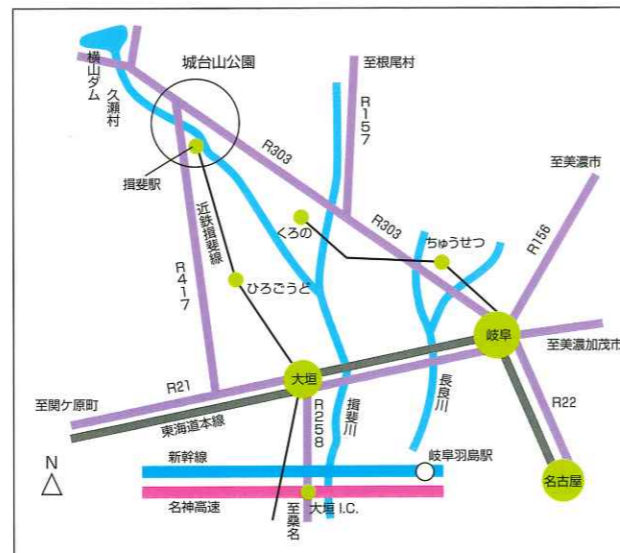 城台山公園
至根尾村
横山ダム
久瀬村
R157
R303
揖斐駅
至美濃市
近鉄揖斐線
くろの
R303
ちゅうせつ
R156
R417
ひろごうど
岐阜
至美濃加茂市
大垣
R21
至関ケ原町
東海道本線
R258
揖斐川
長良川
R22
N
新幹線
岐阜羽島駅
名神高速
大垣 I.C.
至桑名
名古屋